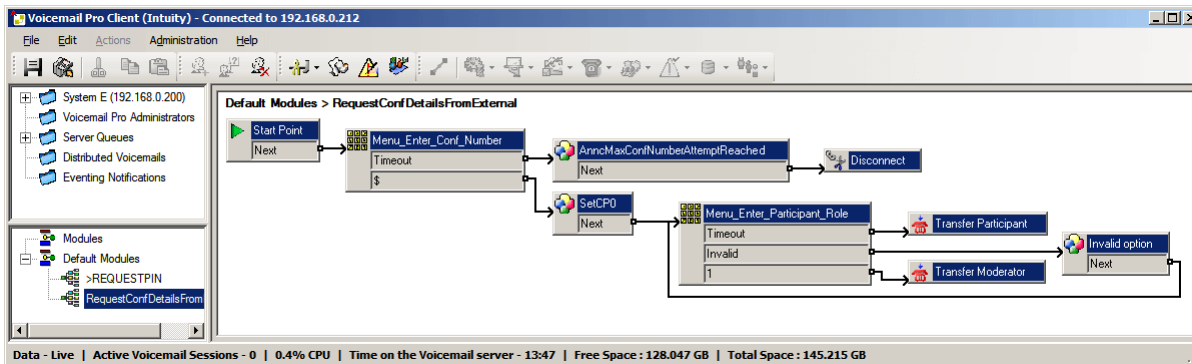 Voicemail Pro Client (Intuity) - Connected to 192.168.0.212
File Edit Actions Administration Help
System E (192.168.0.200)
Voicemail Pro Administrators
Server Queues
Distributed Voicemails
Eventing Notifications
Modules
Default Modules
>REQUESTPIN
RequestConfDetailsFrom
Default Modules > RequestConfDetailsFromExternal
Start Point
Next
Menu_Enter_Conf_Number
Timeout
$
AnncMaxConfNumberAttemptReached
Next
Disconnect
SetCP0
Next
Menu_Enter_Participant_Role
Timeout
Invalid
1
Transfer Participant
Transfer Moderator
Invalid option
Next
Data - Live | Active Voicemail Sessions - 0 | 0.4% CPU | Time on the Voicemail server - 13:47 | Free Space : 128.047 GB | Total Space : 145.215 GB